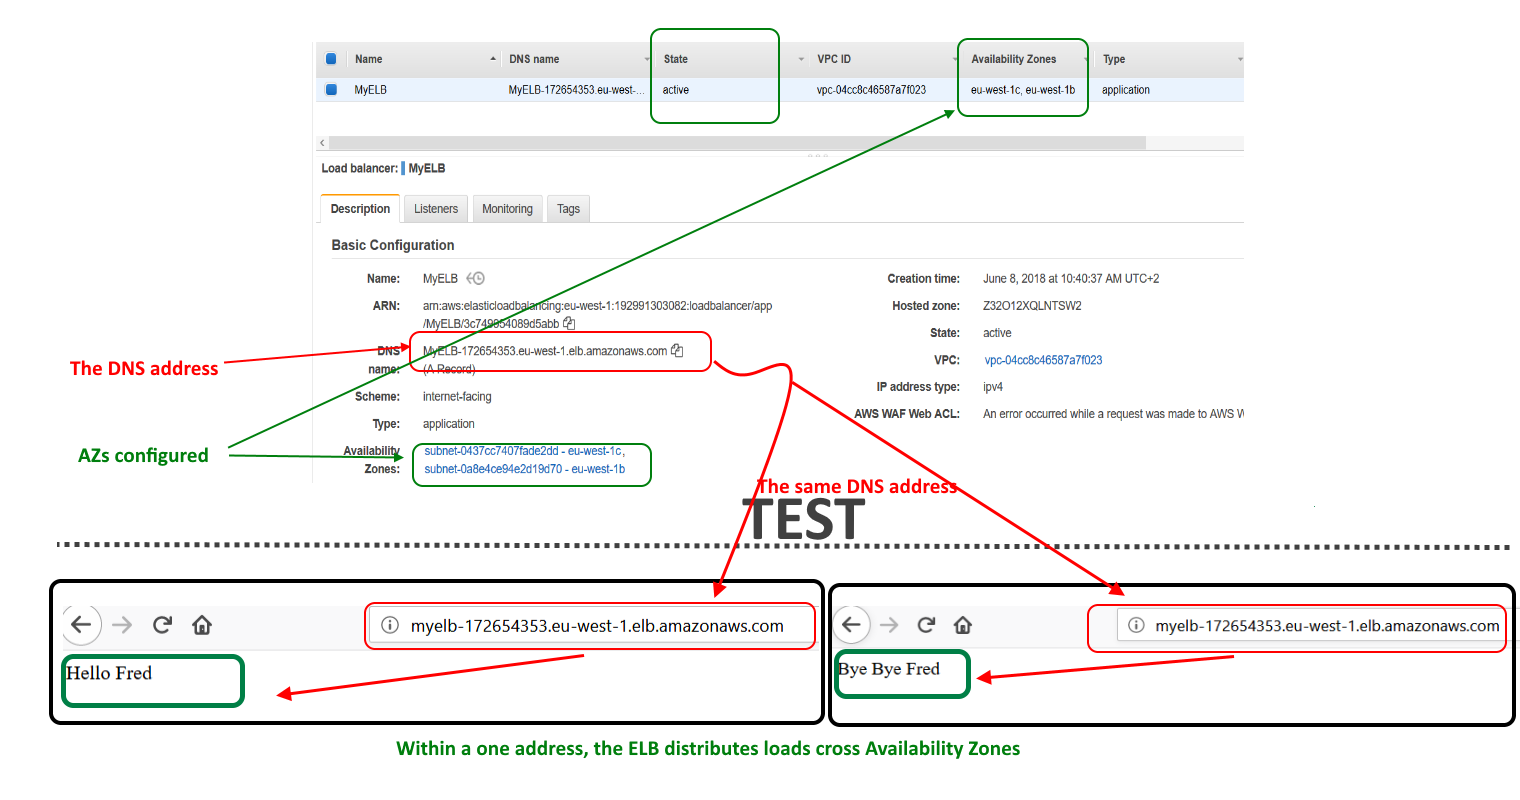 Name DNS name State VPC ID Availability Zones Type
MyELB MyELB-172654353.eu-west-... active vpc-04cc8c46587a7f023 eu-west-1c, eu-west-1b application
Load balancer: MyELB
Description Listeners Monitoring Tags
Basic Configuration
Name: MyELB
Creation time: June 8, 2018 at 10:40:37 AM UTC+2
ARN: arn:aws:elasticloadbalancing:eu-west-1:192991303082:loadbalancer/app
/MyELB/3c749954089d5abb
Hosted zone: Z32O12XQLNTSW2
State: active
The DNS address
DNS MyELB-172654353.eu-west-1.elb.amazonaws.com
name: (A Record)
VPC: vpc-04cc8c46587a7f023
IP address type: ipv4
Scheme: internet-facing
AWS WAF Web ACL: An error occurred while a request was made to AWS W
Type: application
AZs configured
Availability subnet-0437cc7407fade2dd - eu-west-1c,
Zones: subnet-0a8e4ce94e2d19d70 - eu-west-1b
The same DNS address
TEST
myelb-172654353.eu-west-1.elb.amazonaws.com
Hello Fred
myelb-172654353.eu-west-1.elb.amazonaws.com
Bye Bye Fred
Within a one address, the ELB distributes loads cross Availability Zones